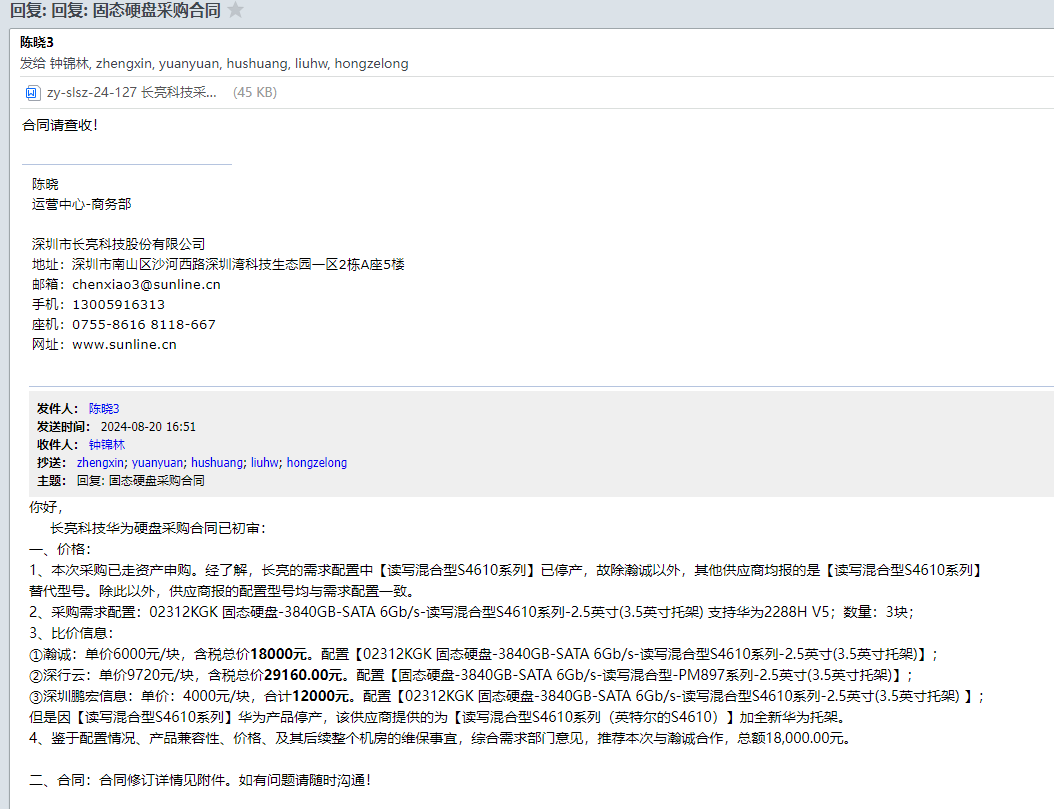 回复: 回复: 固态硬盘采购合同
陈晓3
发给 钟锦林, zhengxin, yuanyuan, hushuang, liuhw, hongzelong
zy-slsz-24-127 长亮科技采... (45 KB)
合同请查收！
陈晓
运营中心-商务部
深圳市长亮科技股份有限公司
地址：深圳市南山区沙河西路深圳湾科技生态园一区2栋A座5楼
邮箱：chenxiao3@sunline.cn
手机：13005916313
座机：0755-8616 8118-667
网址：www.sunline.cn
发件人： 陈晓3
发送时间： 2024-08-20 16:51
收件人： 钟锦林
抄送： zhengxin; yuanyuan; hushuang; liuhw; hongzelong
主题： 回复: 固态硬盘采购合同
你好，
长亮科技华为硬盘采购合同已初审：
一、价格：
1、本次采购已走资产申购。经了解，长亮的需求配置中【读写混合型S4610系列】已停产，故除瀚诚以外，其他供应商均报的是【读写混合型S4610系列】
替代型号。除此以外，供应商报的配置型号均与需求配置一致。
2、采购需求配置：02312KGK 固态硬盘-3840GB-SATA 6Gb/s-读写混合型S4610系列-2.5英寸(3.5英寸托架) 支持华为2288H V5；数量：3块；
3、比价信息：
①瀚诚：单价6000元/块，含税总价18000元。配置【02312KGK 固态硬盘-3840GB-SATA 6Gb/s-读写混合型S4610系列-2.5英寸(3.5英寸托架)】；
②深行云：单价9720元/块，含税总价29160.00元。配置【固态硬盘-3840GB-SATA 6Gb/s-读写混合型-PM897系列-2.5英寸(3.5英寸托架)】；
③深圳鹏宏信息：单价：4000元/块，合计12000元。配置【02312KGK 固态硬盘-3840GB-SATA 6Gb/s-读写混合型S4610系列-2.5英寸(3.5英寸托架) 】；
但是因【读写混合型S4610系列】华为产品停产，该供应商提供的为【读写混合型S4610系列（英特尔的S4610）】加全新华为托架。
4、鉴于配置情况、产品兼容性、价格、及其后续整个机房的维保事宜，综合需求部门意见，推荐本次与瀚诚合作，总额18,000.00元。
二、合同：合同修订详情见附件。如有问题请随时沟通！